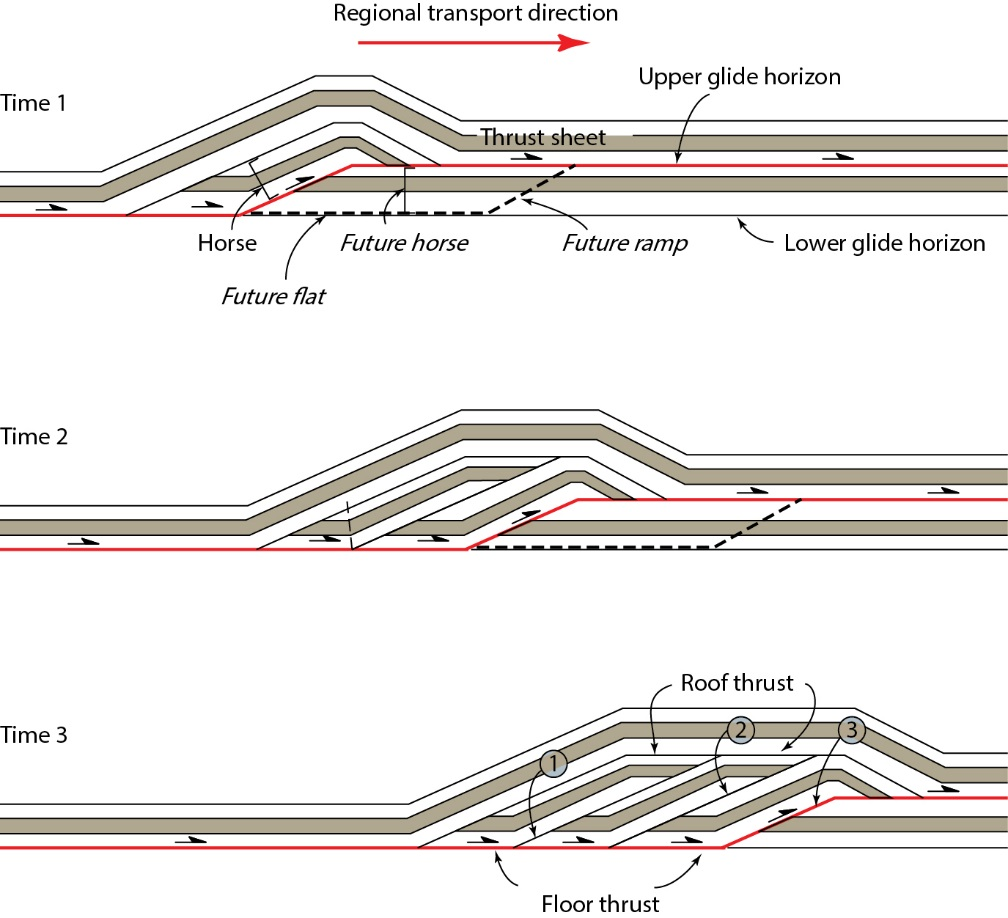 Regional transport direction
Time 1
Upper glide horizon
Thrust sheet
Horse
Future horse
Future ramp
Lower glide horizon
Future flat
Time 2
Time 3
Roof thrust
1
2
3
Floor thrust